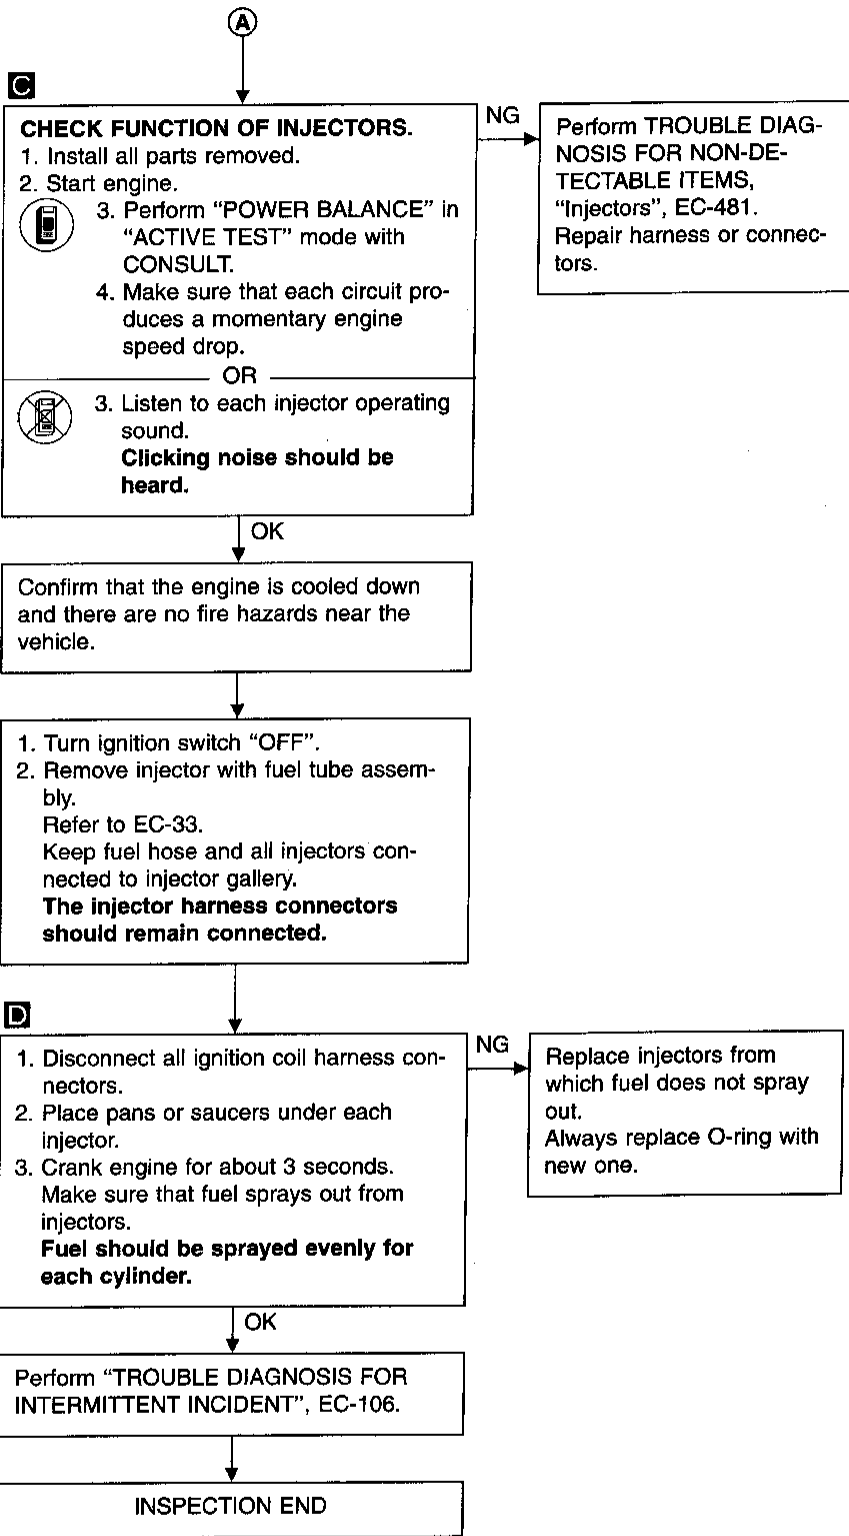 A
C
CHECK FUNCTION OF INJECTORS.
1. Install all parts removed.
2. Start engine.
3. Perform “POWER BALANCE” in
“ACTIVE TEST” mode with
CONSULT.
4. Make sure that each circuit pro-
duces a momentary engine
speed drop.
OR
3. Listen to each injector operating
sound.
Clicking noise should be
heard.
NG
Perform TROUBLE DIAG-
NOSIS FOR NON-DE-
TECTABLE ITEMS,
“Injectors”, EC-481.
Repair harness or connec-
tors.
OK
Confirm that the engine is cooled down
and there are no fire hazards near the
vehicle.
1. Turn ignition switch “OFF”.
2. Remove injector with fuel tube assem-
bly.
Refer to EC-33.
Keep fuel hose and all injectors con-
nected to injector gallery.
The injector harness connectors
should remain connected.
D
1. Disconnect all ignition coil harness con-
nectors.
2. Place pans or saucers under each
injector.
3. Crank engine for about 3 seconds.
Make sure that fuel sprays out from
injectors.
Fuel should be sprayed evenly for
each cylinder.
NG
Replace injectors from
which fuel does not spray
out.
Always replace O-ring with
new one.
OK
Perform “TROUBLE DIAGNOSIS FOR
INTERMITTENT INCIDENT”, EC-106.
INSPECTION END